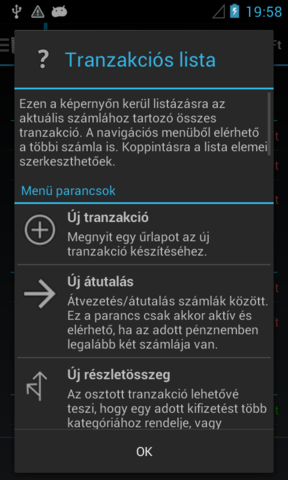 19:58
Ft
? Tranzakciós lista
Ezen a képernyőn kerül listázásra az
aktuális számlához tartozó összes
tranzakció. A navigációs menüből elérhető
a többi számla is. Koppintásra a lista elemei
szerkeszthetőek.
Menü parancsok
Új tranzakció
Megnyit egy űrlapot az új
tranzakció készítéséhez.
Új átutalás
Átvezetés/átutalás számlák között.
Ez a parancs csak akkor aktív és
elérhető, ha az adott pénznemben
legalább két számlája van.
Új részletösszeg
Az osztott tranzakció lehetővé
teszi, hogy egy adott kifizetést több
kategóriához rendelje, vagy
OK